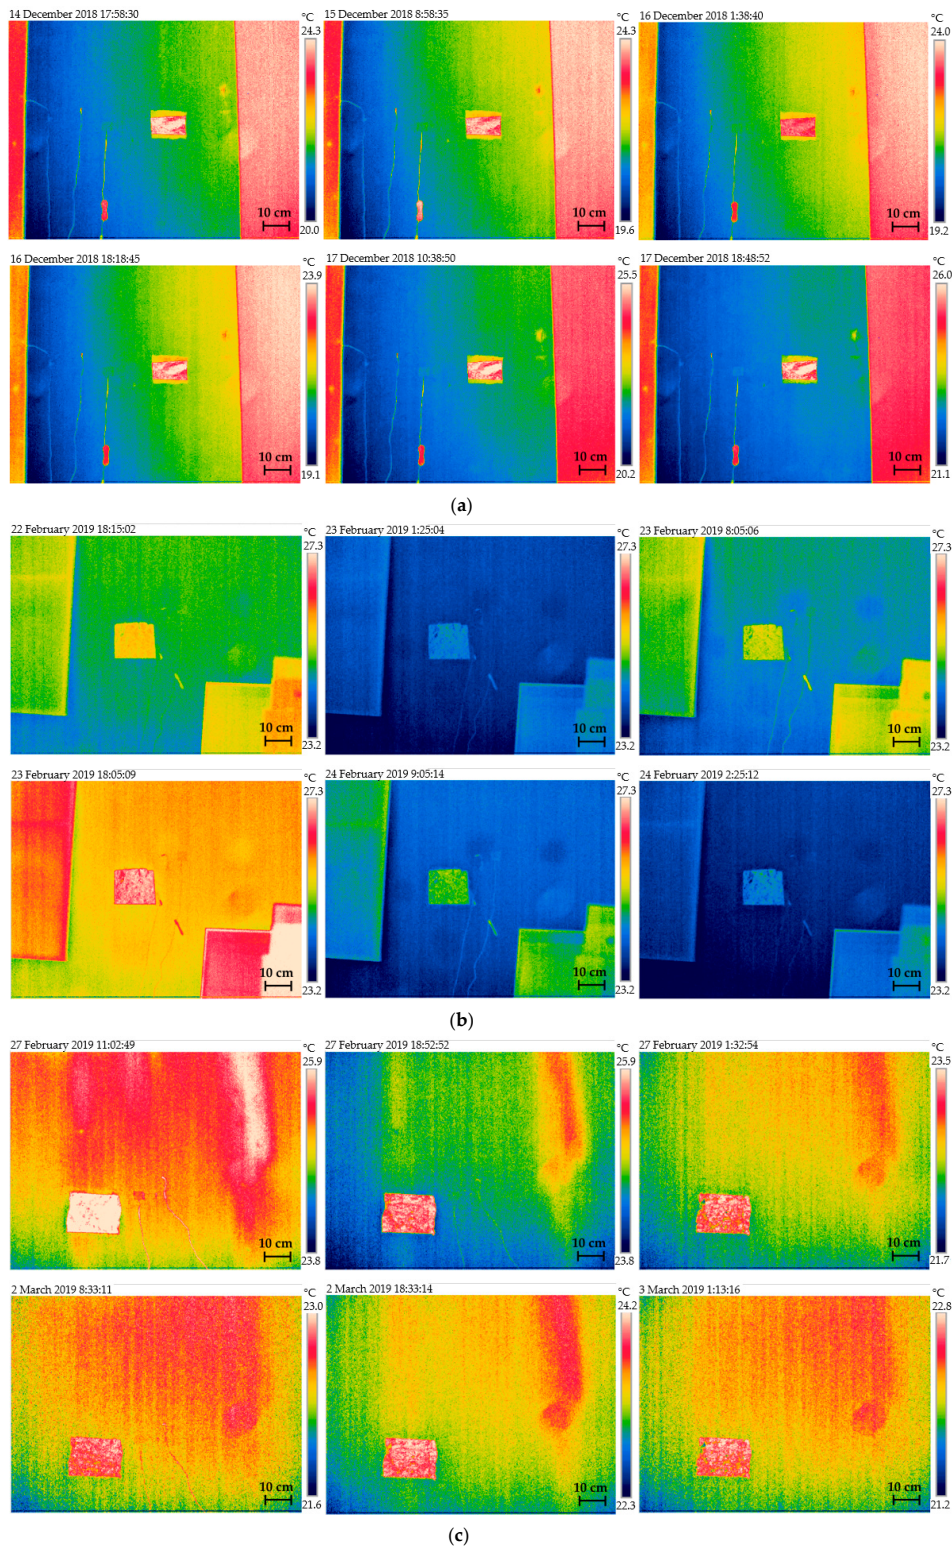 14 December 2018 17:58:30 °C
24.3
10 cm
20.0
15 December 2018 8:58:35 °C
24.3
10 cm
19.6
16 December 2018 1:38:40 °C
24.0
10 cm
19.2
16 December 2018 18:18:45 °C
23.9
10 cm
19.1
17 December 2018 10:38:50 °C
25.5
10 cm
20.2
17 December 2018 18:48:52 °C
26.0
10 cm
21.1
(a)
22 February 2019 18:15:02 °C
27.3
10 cm
23.2
23 February 2019 1:25:04 °C
27.3
10 cm
23.2
23 February 2019 8:05:06 °C
27.3
10 cm
23.2
23 February 2019 18:05:09 °C
27.3
10 cm
23.2
24 February 2019 9:05:14 °C
27.3
10 cm
23.2
24 February 2019 2:25:12 °C
27.3
10 cm
23.2
(b)
27 February 2019 11:02:49 °C
25.9
10 cm
23.8
27 February 2019 18:52:52 °C
25.9
10 cm
23.8
27 February 2019 1:32:54 °C
23.5
10 cm
21.7
2 March 2019 8:33:11 °C
23.0
10 cm
21.6
2 March 2019 18:33:14 °C
24.2
10 cm
22.3
3 March 2019 1:13:16 °C
22.8
10 cm
21.2
(c)